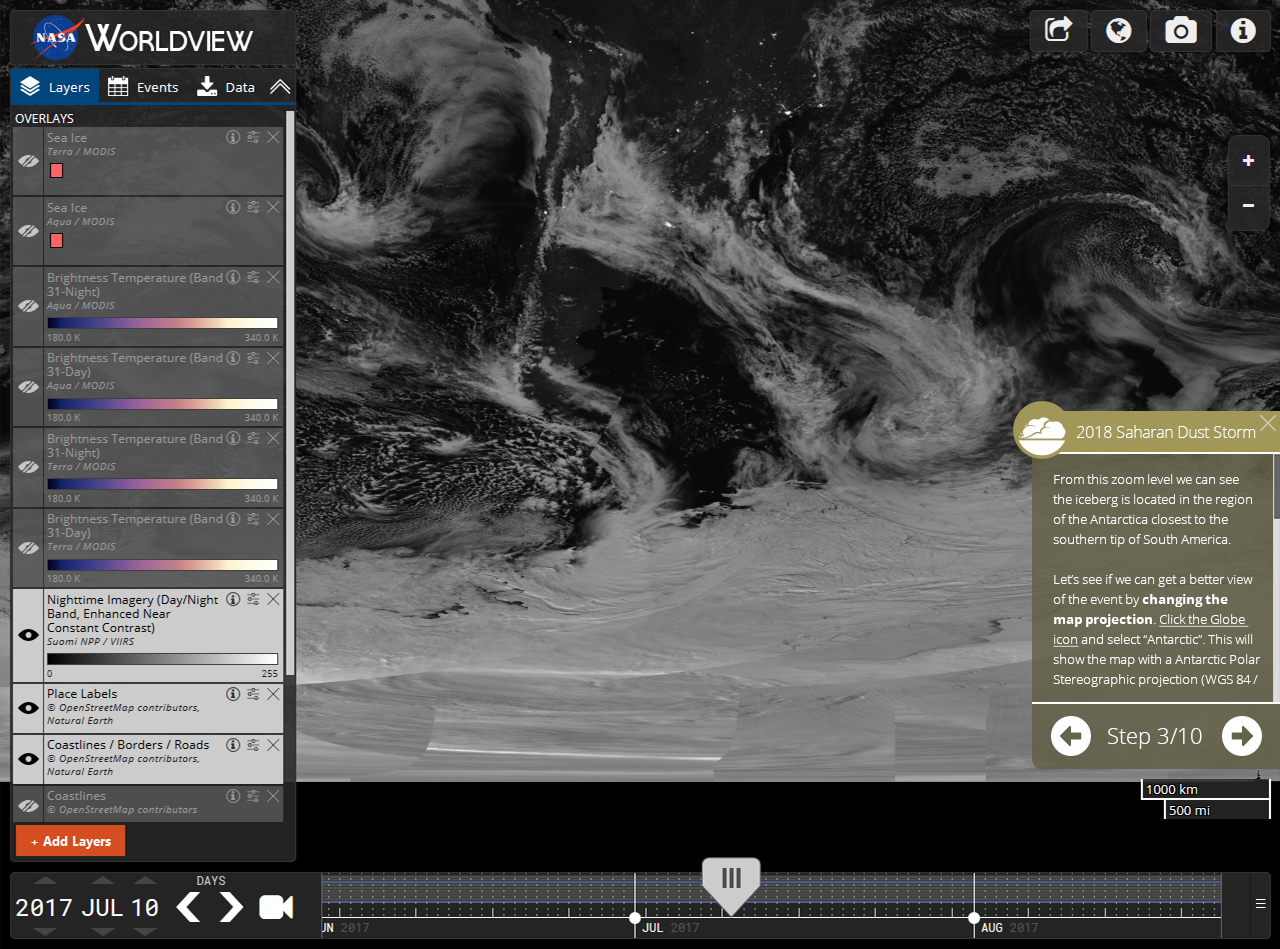 NASA WORLDVIEW
Layers Events Data
OVERLAYS
Sea Ice
Terra / MODIS
Sea Ice
Aqua / MODIS
Brightness Temperature (Band
31-Night)
Aqua / MODIS
180.0 K 340.0 K
Brightness Temperature (Band
31-Day)
Aqua / MODIS
180.0 K 340.0 K
Brightness Temperature (Band
31-Night)
Terra / MODIS
180.0 K 340.0 K
Brightness Temperature (Band
31-Day)
Terra / MODIS
180.0 K 340.0 K
Nighttime Imagery (Day/Night
Band, Enhanced Near
Constant Contrast)
Suomi NPP / VIIRS
0 255
Place Labels
© OpenStreetMap contributors,
Natural Earth
Coastlines / Borders / Roads
© OpenStreetMap contributors,
Natural Earth
Coastlines
© OpenStreetMap contributors
+ Add Layers
2018 Saharan Dust Storm
From this zoom level we can see
the iceberg is located in the region
of the Antarctica closest to the
southern tip of South America.
Let's see if we can get a better view
of the event by changing the
map projection. Click the Globe
icon and select “Antarctic”. This will
show the map with a Antarctic Polar
Stereographic projection (WGS 84 /
Step 3/10
1000 km
500 mi
DAYS
2017 JUL 10
UN 2017
JUL 2017
AUG 2017